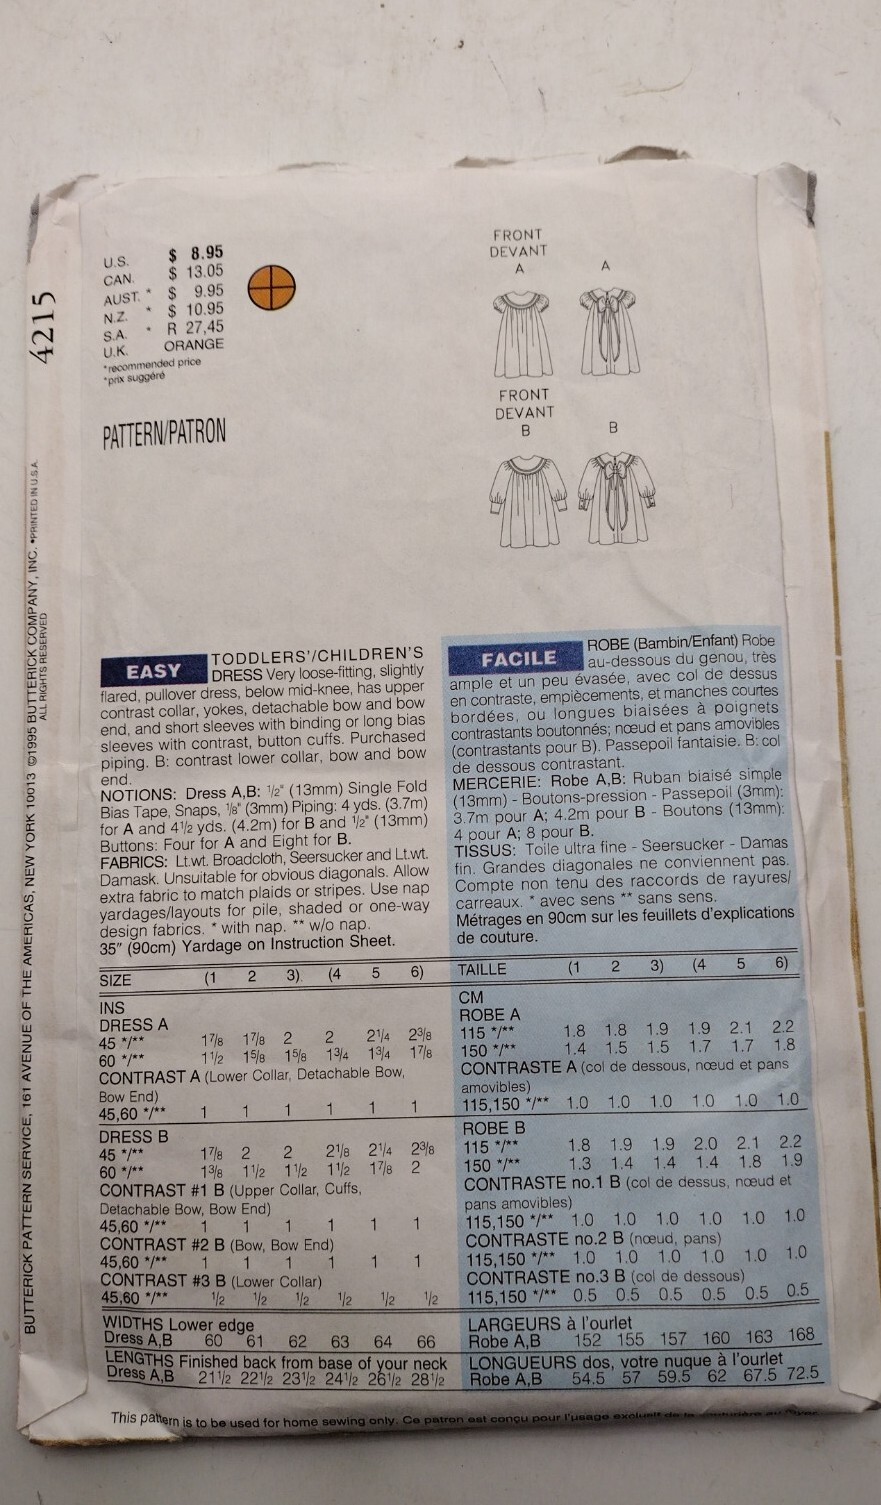 U.S. $ 8.95
CAN. $ 13.05
AUST. * $ 9.95
N.Z. * $ 10.95
S.A. * R 27,45
U.K. ORANGE
*recommended price
*prix suggéré
PATTERN/PATRON
FRONT
DEVANT
A A
FRONT
DEVANT
B B
4215
BUTTERICK PATTERN SERVICE, 161 AVENUE OF THE AMERICAS, NEW YORK 10013 ©1995 BUTTERICK COMPANY, INC. •PRINTED IN U.S.A.
ALL RIGHTS RESERVED
EASY TODDLERS'/CHILDREN'S
DRESS Very loose-fitting, slightly
flared, pullover dress, below mid-knee, has upper
contrast collar, yokes, detachable bow and bow
end, and short sleeves with binding or long bias
sleeves with contrast, button cuffs. Purchased
piping. B: contrast lower collar, bow and bow
end.
NOTIONS: Dress A,B: 1/2" (13mm) Single Fold
Bias Tape, Snaps, 1/8" (3mm) Piping: 4 yds. (3.7m)
for A and 4 1/2 yds. (4.2m) for B and 1/2" (13mm)
Buttons: Four for A and Eight for B.
FABRICS: Lt.wt. Broadcloth, Seersucker and Lt.wt.
Damask. Unsuitable for obvious diagonals. Allow
extra fabric to match plaids or stripes. Use nap
yardages/layouts for pile, shaded or one-way
design fabrics. * with nap. ** w/o nap.
35" (90cm) Yardage on Instruction Sheet.
SIZE (1 2 3) (4 5 6)
INS
DRESS A
45 */** 1 7/8 1 7/8 2 2 2 1/4 2 3/8
60 */** 1 1/2 1 5/8 1 5/8 1 3/4 1 3/4 1 7/8
CONTRAST A (Lower Collar, Detachable Bow,
Bow End)
45,60 */** 1 1 1 1 1 1
DRESS B
45 */** 1 7/8 2 2 2 1/8 2 1/4 2 3/8
60 */** 1 3/8 1 1/2 1 1/2 1 1/2 1 7/8 2
CONTRAST #1 B (Upper Collar, Cuffs,
Detachable Bow, Bow End)
45,60 */** 1 1 1 1 1 1
CONTRAST #2 B (Bow, Bow End)
45,60 */** 1 1 1 1 1 1
CONTRAST #3 B (Lower Collar)
45,60 */** 1/2 1/2 1/2 1/2 1/2 1/2
WIDTHS Lower edge
Dress A,B 60 61 62 63 64 66
LENGTHS Finished back from base of your neck
Dress A,B 21 1/2 22 1/2 23 1/2 24 1/2 26 1/2 28 1/2
FACILE ROBE (Bambin/Enfant) Robe
au-dessous du genou, très
ample et un peu évasée, avec col de dessus
en contraste, empiècements, et manches courtes
bordées, ou longues biaisées à poignets
contrastants boutonnés; nœud et pans amovibles
(contrastants pour B). Passepoil fantaisie. B: col
de dessous contrastant.
MERCERIE: Robe A,B: Ruban biaisé simple
(13mm) - Boutons-pression - Passepoil (3mm):
3.7m pour A; 4.2m pour B - Boutons (13mm):
4 pour A; 8 pour B.
TISSUS: Toile ultra fine - Seersucker - Damas
fin. Grandes diagonales ne conviennent pas.
Compte non tenu des raccords de rayures/
carreaux. * avec sens ** sans sens.
Métrages en 90cm sur les feuillets d'explications
de couture.
TAILLE (1 2 3) (4 5 6)
CM
ROBE A
115 */** 1.8 1.8 1.9 1.9 2.1 2.2
150 */** 1.4 1.5 1.5 1.7 1.7 1.8
CONTRASTE A (col de dessous, nœud et pans
amovibles)
115,150 */** 1.0 1.0 1.0 1.0 1.0 1.0
ROBE B
115 */** 1.8 1.9 1.9 2.0 2.1 2.2
150 */** 1.3 1.4 1.4 1.4 1.8 1.9
CONTRASTE no.1 B (col de dessus, nœud et
pans amovibles)
115,150 */** 1.0 1.0 1.0 1.0 1.0 1.0
CONTRASTE no.2 B (nœud, pans)
115,150 */** 1.0 1.0 1.0 1.0 1.0 1.0
CONTRASTE no.3 B (col de dessous)
115,150 */** 0.5 0.5 0.5 0.5 0.5 0.5
LARGEURS à l'ourlet
Robe A,B 152 155 157 160 163 168
LONGUEURS dos, votre nuque à l'ourlet
Robe A,B 54.5 57 59.5 62 67.5 72.5
This pattern is to be used for home sewing only. Ce patron est conçu pour l'usage exclusif de la